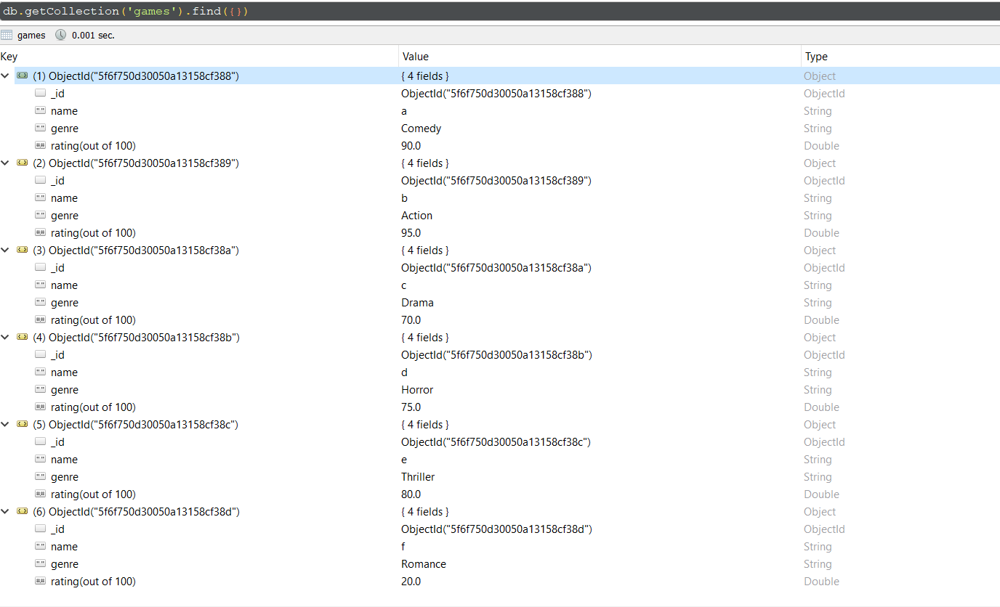 db.getCollection('games').find({})
games 0.001 sec.
Key Value Type
(1) ObjectId("5f6f750d30050a13158cf388") { 4 fields } Object
_id ObjectId("5f6f750d30050a13158cf388") ObjectId
"" name a String
"" genre Comedy String
#.# rating(out of 100) 90.0 Double
(2) ObjectId("5f6f750d30050a13158cf389") { 4 fields } Object
_id ObjectId("5f6f750d30050a13158cf389") ObjectId
"" name b String
"" genre Action String
#.# rating(out of 100) 95.0 Double
(3) ObjectId("5f6f750d30050a13158cf38a") { 4 fields } Object
_id ObjectId("5f6f750d30050a13158cf38a") ObjectId
"" name c String
"" genre Drama String
#.# rating(out of 100) 70.0 Double
(4) ObjectId("5f6f750d30050a13158cf38b") { 4 fields } Object
_id ObjectId("5f6f750d30050a13158cf38b") ObjectId
"" name d String
"" genre Horror String
#.# rating(out of 100) 75.0 Double
(5) ObjectId("5f6f750d30050a13158cf38c") { 4 fields } Object
_id ObjectId("5f6f750d30050a13158cf38c") ObjectId
"" name e String
"" genre Thriller String
#.# rating(out of 100) 80.0 Double
(6) ObjectId("5f6f750d30050a13158cf38d") { 4 fields } Object
_id ObjectId("5f6f750d30050a13158cf38d") ObjectId
"" name f String
"" genre Romance String
#.# rating(out of 100) 20.0 Double